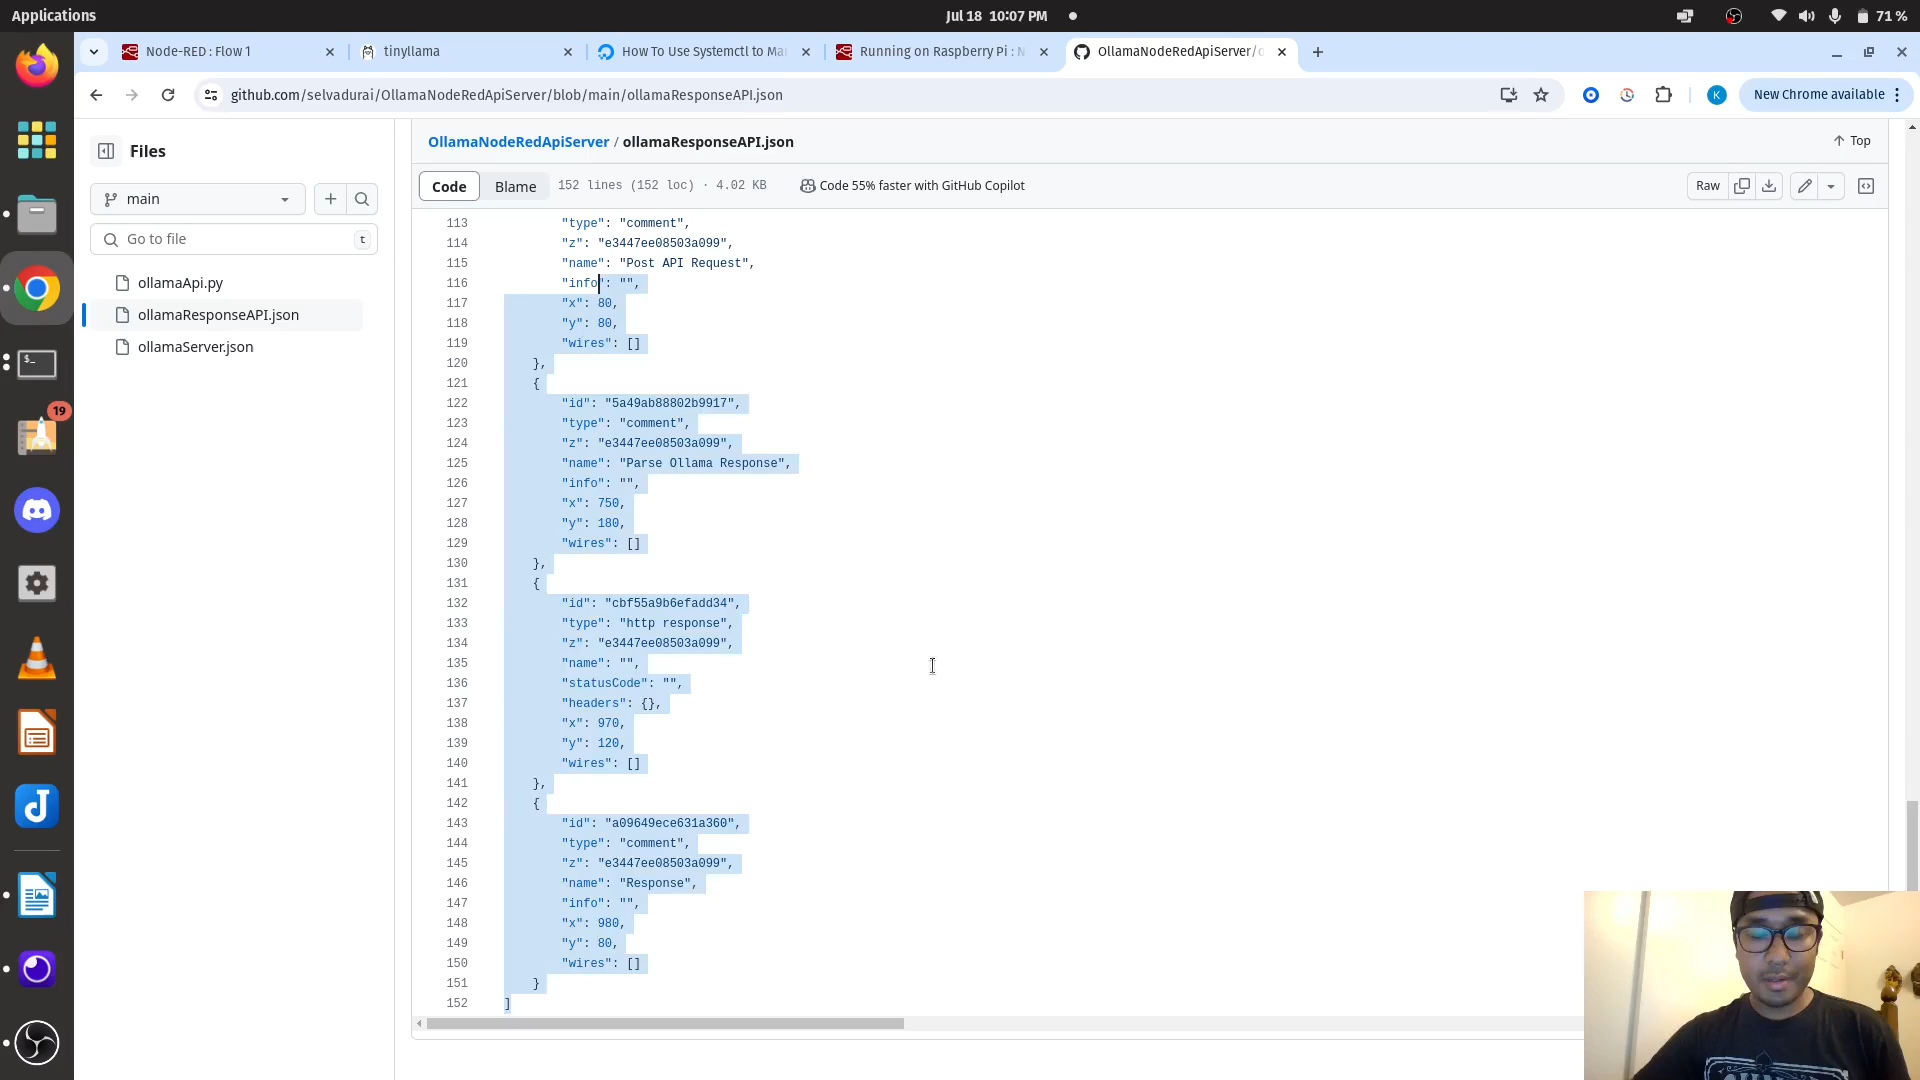 Applications
Jul 18 10:07 PM
71 %
Node-RED : Flow 1
tinyllama
How To Use Systemctl to Ma
Running on Raspberry Pi : N
OllamaNodeRedApiServer/o
github.com/selvadurai/OllamaNodeRedApiServer/blob/main/ollamaResponseAPI.json
K
New Chrome available
Files
OllamaNodeRedApiServer / ollamaResponseAPI.json
Top
main
Code
Blame
152 lines (152 loc) · 4.02 KB
Code 55% faster with GitHub Copilot
Raw
Go to file
t
ollamaApi.py
ollamaResponseAPI.json
ollamaServer.json
19
113 "type": "comment",
114 "z": "e3447ee08503a099",
115 "name": "Post API Request",
116 "info": "",
117 "x": 80,
118 "y": 80,
119 "wires": []
120 },
121 {
122 "id": "5a49ab88802b9917",
123 "type": "comment",
124 "z": "e3447ee08503a099",
125 "name": "Parse Ollama Response",
126 "info": "",
127 "x": 750,
128 "y": 180,
129 "wires": []
130 },
131 {
132 "id": "cbf55a9b6efadd34",
133 "type": "http response",
134 "z": "e3447ee08503a099",
135 "name": "",
136 "statusCode": "",
137 "headers": {},
138 "x": 970,
139 "y": 120,
140 "wires": []
141 },
142 {
143 "id": "a09649ece631a360",
144 "type": "comment",
145 "z": "e3447ee08503a099",
146 "name": "Response",
147 "info": "",
148 "x": 980,
149 "y": 80,
150 "wires": []
151 }
152 ]